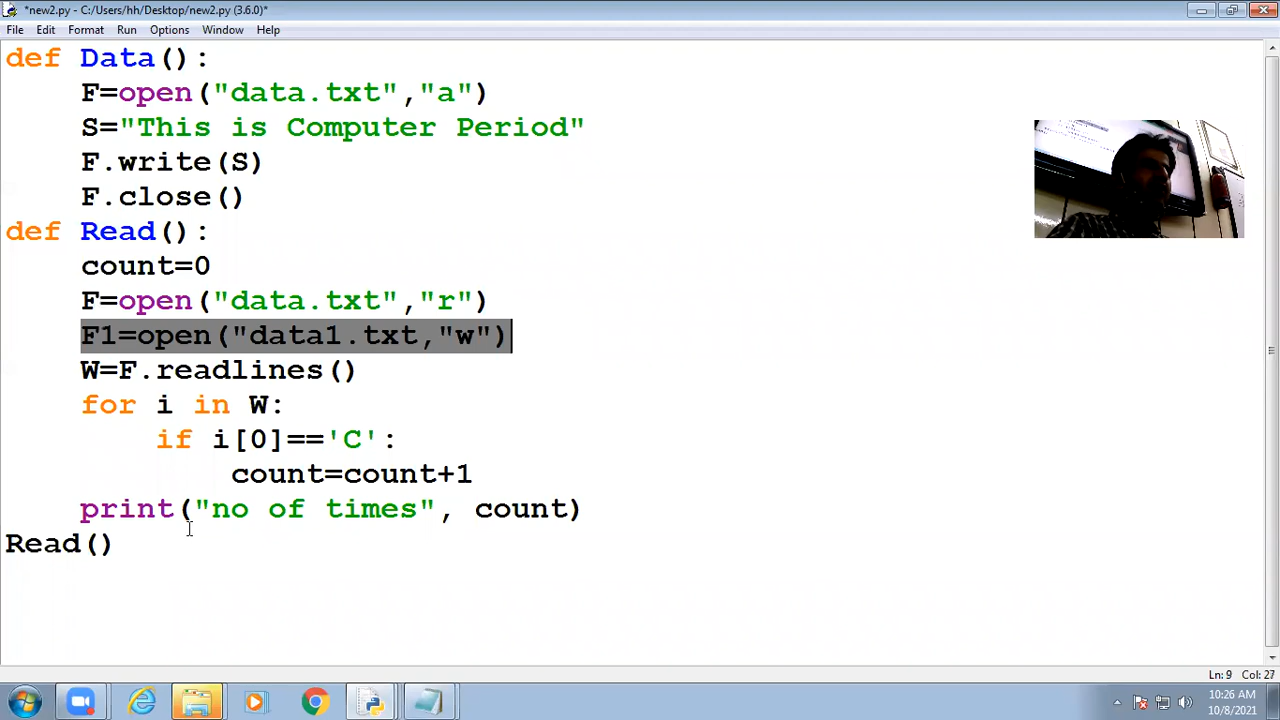 *new2.py - C:/Users/hh/Desktop/new2.py (3.6.0)*
File Edit Format Run Options Window Help
def Data():
F=open("data.txt","a")
S="This is Computer Period"
F.write(S)
F.close()
def Read():
count=0
F=open("data.txt","r")
F1=open("data1.txt,"w")
W=F.readlines()
for i in W:
if i[0]=='C':
count=count+1
print("no of times", count)
Read()
Ln: 9 Col: 27
10:26 AM
10/8/2021